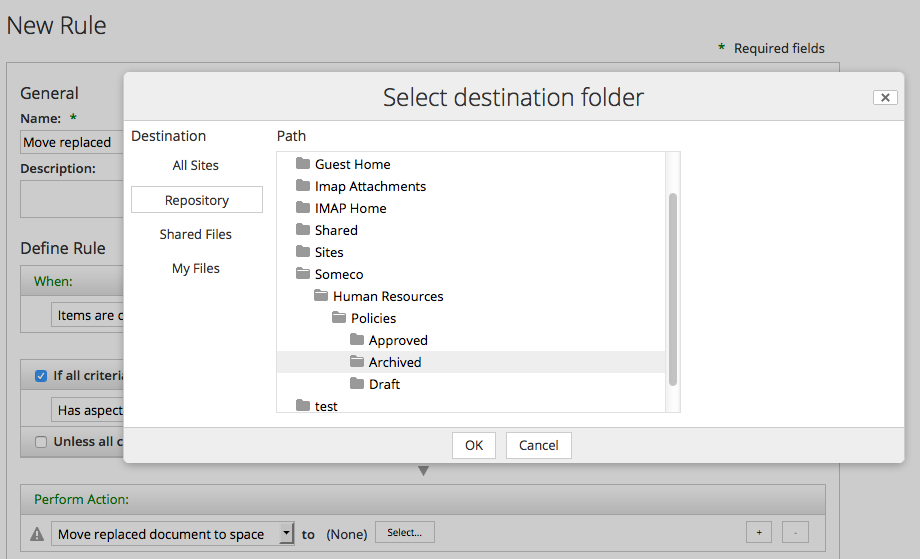 New Rule
* Required fields
General
Name: *
Move replaced
Description:
Define Rule
When:
Items are
If all
Has aspect
Unless all
Select destination folder
Destination
All Sites
Repository
Shared Files
My Files
Path
Guest Home
Imap Attachments
IMAP Home
Shared
Sites
Someco
Human Resources
Policies
Approved
Archived
Draft
test
OK
Cancel
Perform Action:
Move replaced document to space to (None) Select... + -